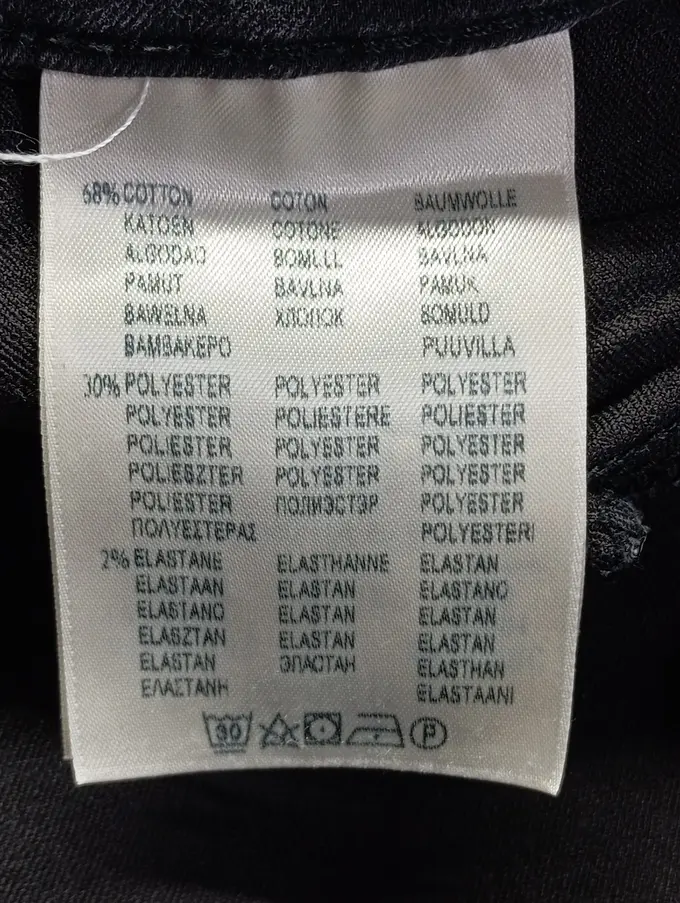 68% COTTON COTON BAUMWOLLE
KATOEN COTONE ALGODON
ALGODAO BOMLLL BAVLNA
PAMUT BAVLNA PAMUK
BAWELNA ХЛОПОК BOMULD
BAMBAKEPO PUUVILLA
30% POLYESTER POLYESTER POLYESTER
POLYESTER POLIESTERE POLIESTER
POLIESTER POLYESTER POLYESTER
POLIESZTER POLYESTER POLYESTER
POLIESTER ПОЛИЭСТЭР POLYESTER
ΠΟΛΥΕΣΤΕΡΑΣ POLYESTERI
2% ELASTANE ELASTHANNE ELASTAN
ELASTAAN ELASTAN ELASTANO
ELASTANO ELASTAN ELASTAN
ELASZTAN ELASTAN ELASTAN
ELASTAN ЭЛАСТАН ELASTHAN
ΕΛΑΣΤΑΝΗ ELASTAANI
30 P